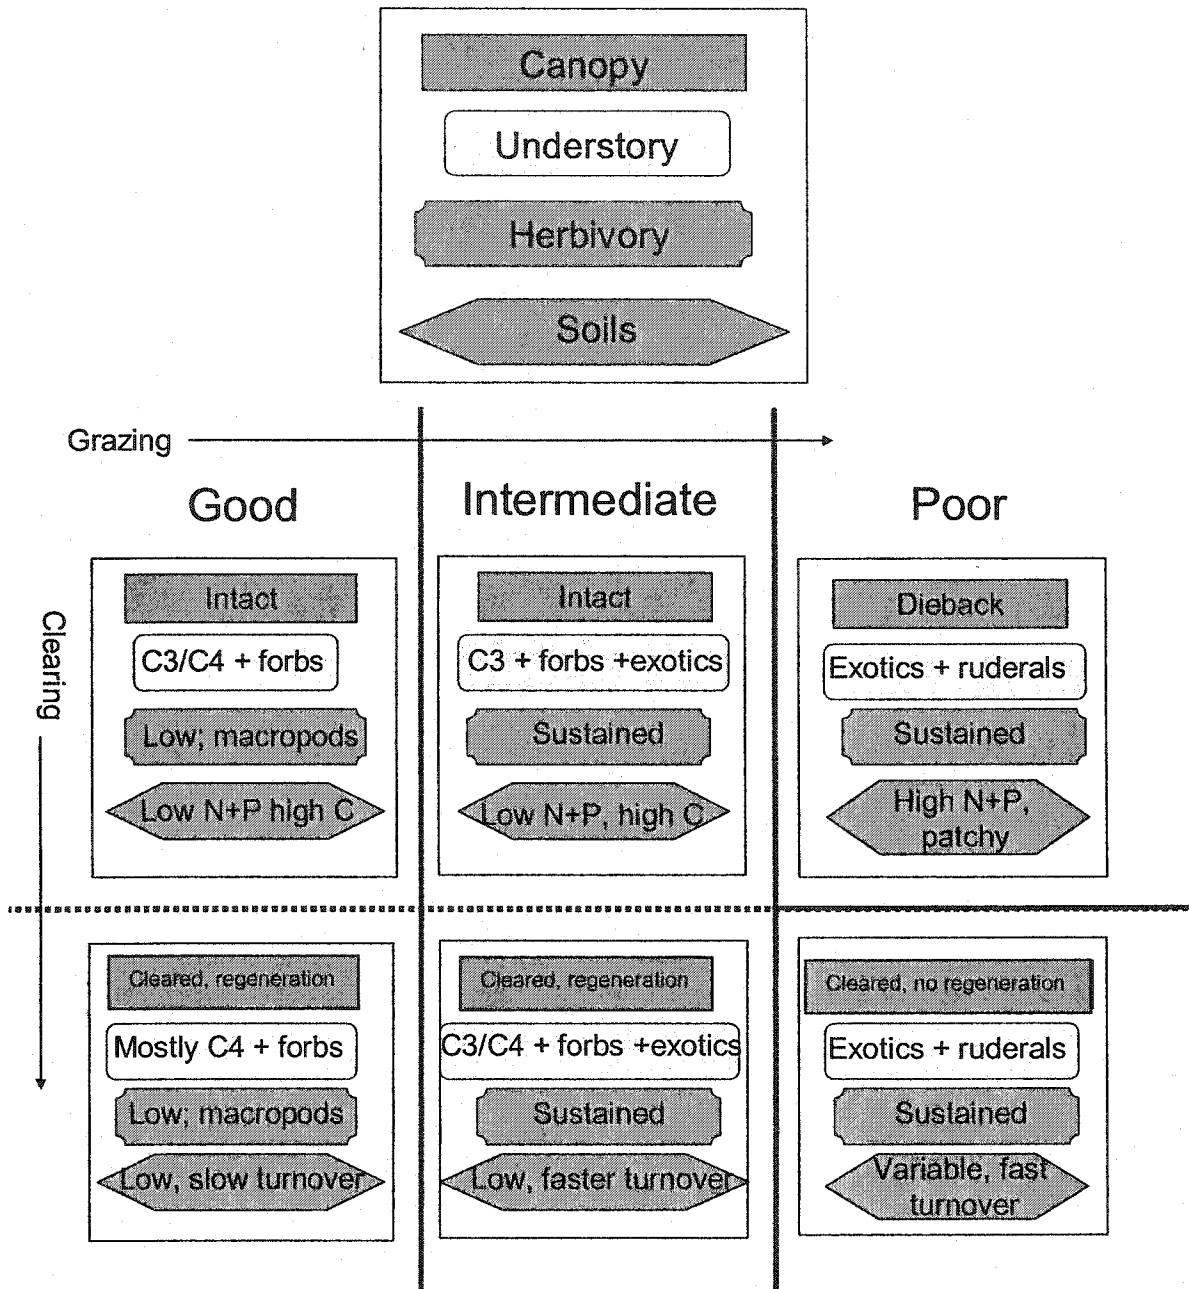 Canopy
Understory
Herbivory
Soils
Grazing
Good
Intermediate
Poor
Clearing
Intact
C3/C4 + forbs
Low; macropods
Low N+P high C
Intact
C3 + forbs +exotics
Sustained
Low N+P, high C
Dieback
Exotics + ruderals
Sustained
High N+P,
patchy
Cleared, regeneration
Mostly C4 + forbs
Low; macropods
Low, slow turnover
Cleared, regeneration
C3/C4 + forbs +exotics
Sustained
Low, faster turnover
Cleared, no regeneration
Exotics + ruderals
Sustained
Variable, fast
turnover